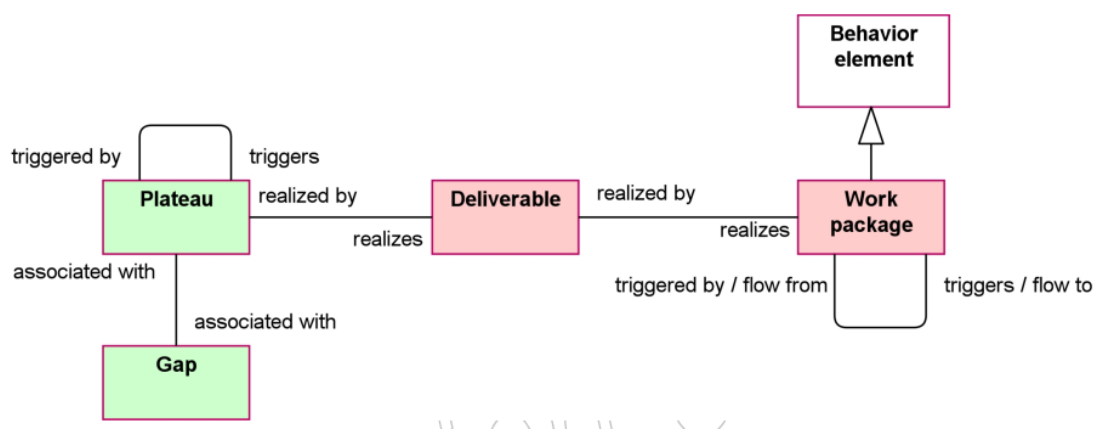 Behavior
element
triggered by
triggers
Plateau
realized by
realizes
Deliverable
realized by
realizes
Work
package
associated with
associated with
Gap
triggered by / flow from
triggers / flow to